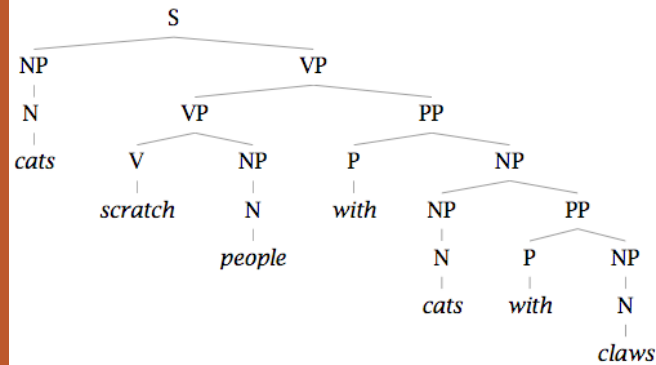 S
NP VP
N VP PP
cats V NP P NP
scratch N with NP PP
people N P NP
cats with N
claws